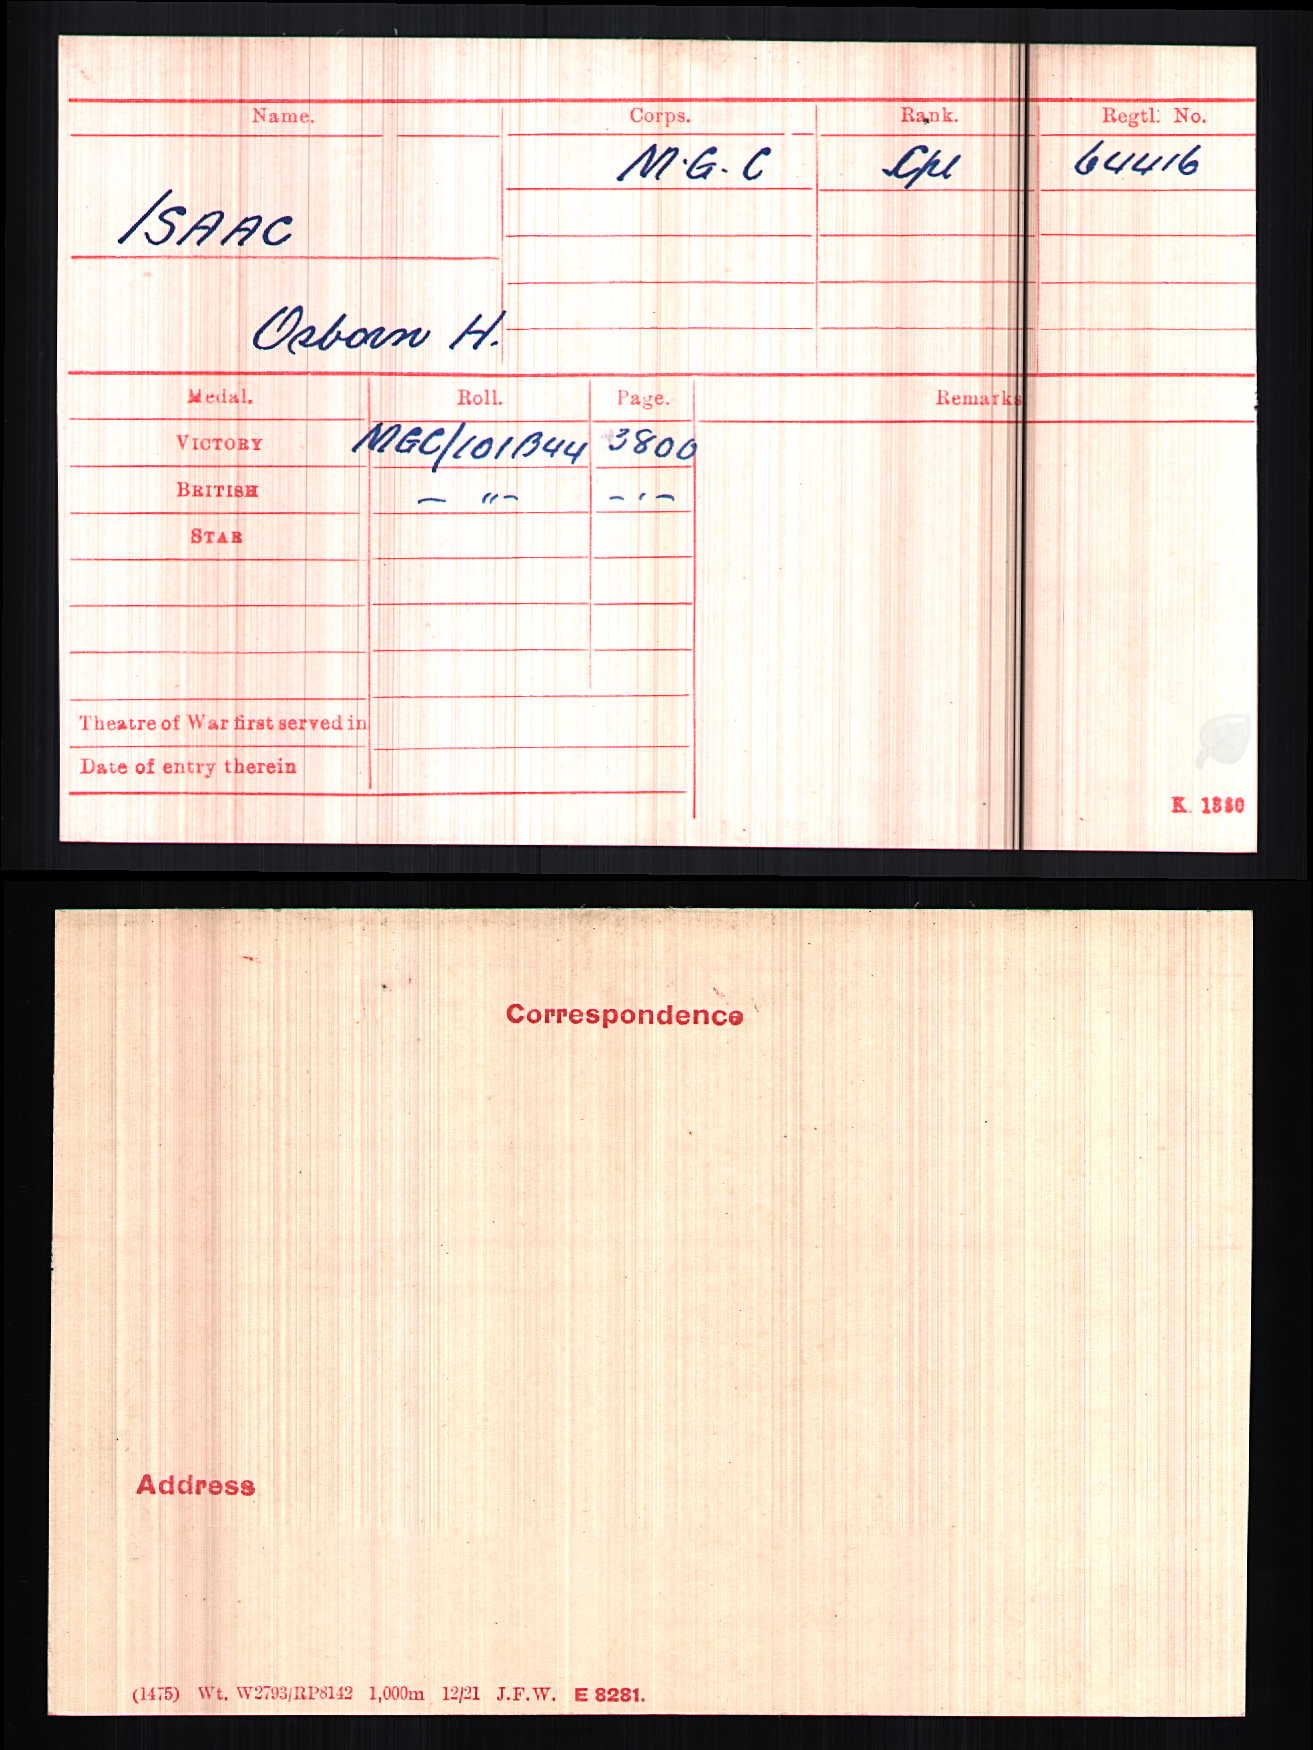 Name. Corps. Rank. Regtl. No.
M.G.C Cpl 64416
ISAAC
Osborn H.
Medal. Roll. Page. Remarks
VICTORY MGC/101B44 3800
BRITISH — "— —'—
STAR
Theatre of War first served in
Date of entry therein
K. 1380
Correspondence
Address
(1475) Wt. W2793/RP8142 1,000m 12/21 J.F.W. E 8281.